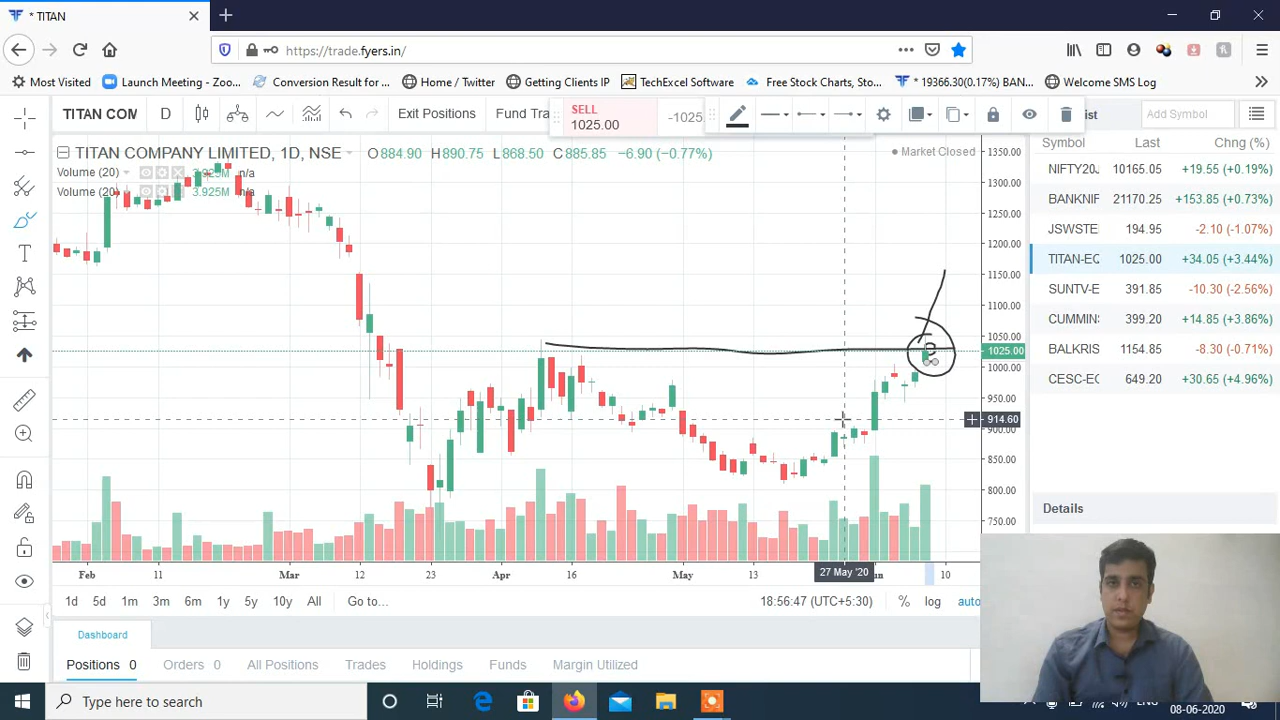 * TITAN
https://trade.fyers.in/
Most Visited Launch Meeting - Zoo... Conversion Result for ... Home / Twitter Getting Clients IP TechExcel Software Free Stock Charts, Sto... * 19366.30(0.17%) BAN... Welcome SMS Log
TITAN COM D Exit Positions Fund Tra SELL 1025.00 -1025 list Add Symbol
TITAN COMPANY LIMITED, 1D, NSE O884.90 H890.75 L868.50 C885.85 -6.90 (-0.77%) Market Closed
Volume (20) 3.925M n/a
Volume (20) 3.925M n/a
1350.00
1300.00
1250.00
1200.00
1150.00
1100.00
1050.00
1025.00
1000.00
950.00
914.60
900.00
850.00
800.00
750.00
Feb 11 Mar 12 23 Apr 16 May 13 27 May '20 un 10
1d 5d 1m 3m 6m 1y 5y 10y All Go to... 18:56:47 (UTC+5:30) % log auto
Symbol Last Chng (%)
NIFTY20J 10165.05 +19.55 (+0.19%)
BANKNIF 21170.25 +153.85 (+0.73%)
JSWSTE 194.95 -2.10 (-1.07%)
TITAN-EQ 1025.00 +34.05 (+3.44%)
SUNTV-E 391.85 -10.30 (-2.56%)
CUMMINS 399.20 +14.85 (+3.86%)
BALKRIS 1154.85 -8.30 (-0.71%)
CESC-EQ 649.20 +30.65 (+4.96%)
Details
Dashboard
Positions 0 Orders 0 All Positions Trades Holdings Funds Margin Utilized
Type here to search
ENG
08-06-2020